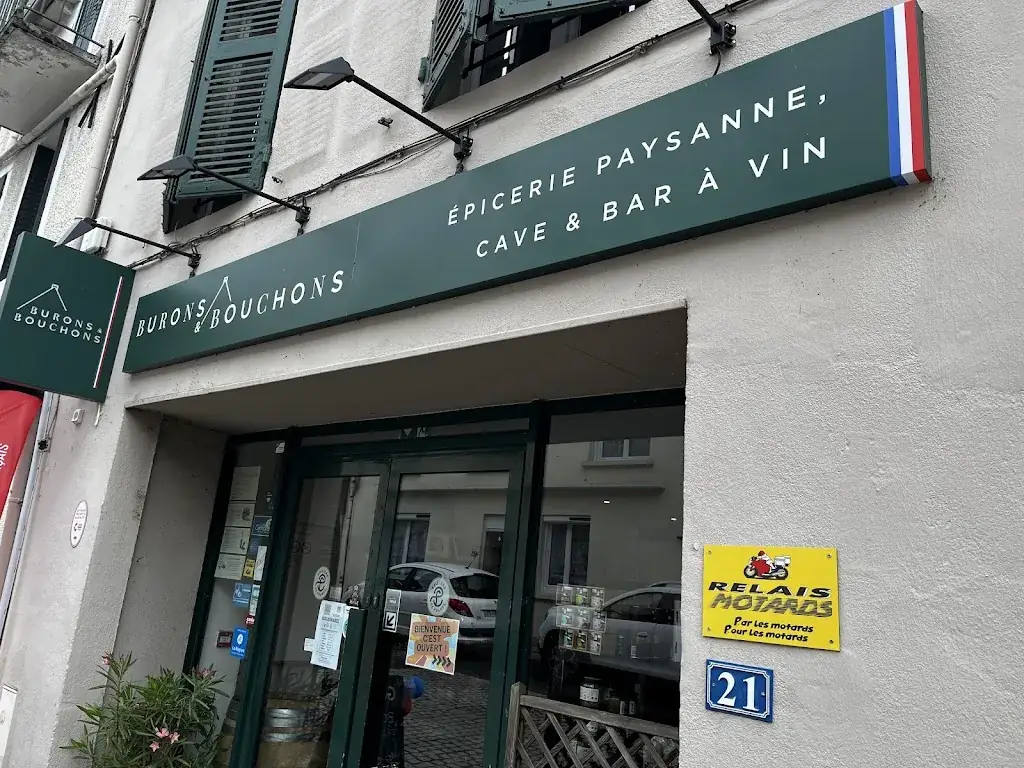 ÉPICERIE PAYSANNE,
CAVE & BAR À VIN
BURONS
& BOUCHONS
BURONS &
BOUCHONS
BIENVENUE
C'EST
OUVERT !
RELAIS
MOTARDS
Par les motards
Pour les motards
21